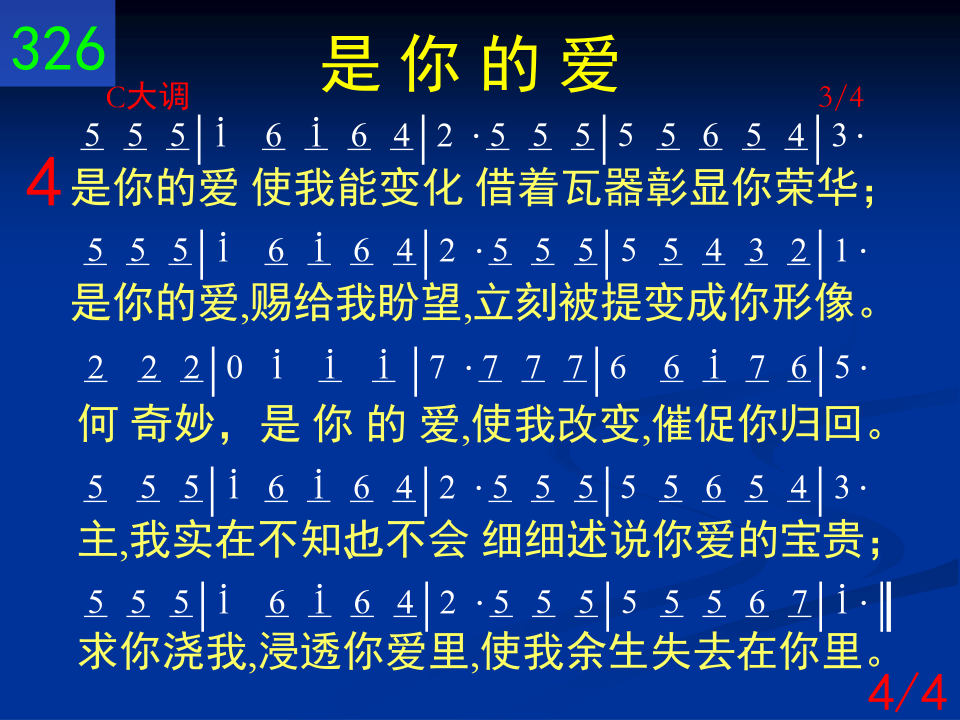 326
是 你 的 爱
C大调 3/4
5 5 5|i 6 i 6 4|2 · 5 5 5|5 5 6 5 4|3 ·
4 是你的爱 使我能变化 借着瓦器彰显你荣华；
5 5 5|i 6 i 6 4|2 · 5 5 5|5 5 4 3 2|1 ·
是你的爱,赐给我盼望,立刻被提变成你形像。
2 2 2|0 i i i|7 · 7 7 7|6 6 i 7 6|5 ·
何 奇妙，是 你 的 爱,使我改变,催促你归回。
5 5 5|i 6 i 6 4|2 · 5 5 5|5 5 6 5 4|3 ·
主,我实在不知、也不会 细细述说你爱的宝贵；
5 5 5|i 6 i 6 4|2 · 5 5 5|5 5 5 6 7|i · ‖
求你浇我,浸透你爱里,使我余生失去在你里。
4/4